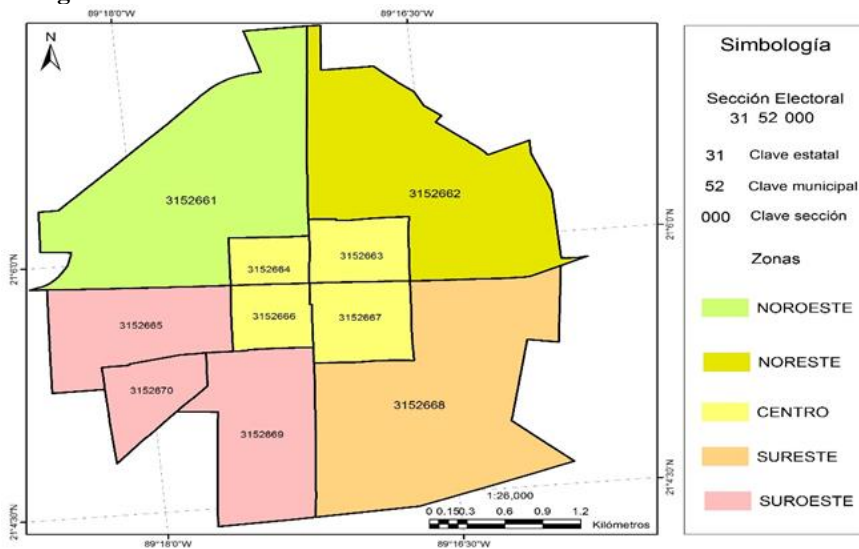 89°18'0"W
89°16'30"W
N
3152661
3152662
3152663
3152664
3152665
3152666
3152667
3152668
3152669
3152670
21°6'0"N
21°6'0"N
21°4'30"N
21°4'30"N
89°18'0"W
89°16'30"W
1:26,000
0 0.150.3 0.6 0.9 1.2
Kilómetros
Simbología
Sección Electoral
31 52 000
31 Clave estatal
52 Clave municipal
000 Clave sección
Zonas
NOROESTE
NORESTE
CENTRO
SURESTE
SUROESTE